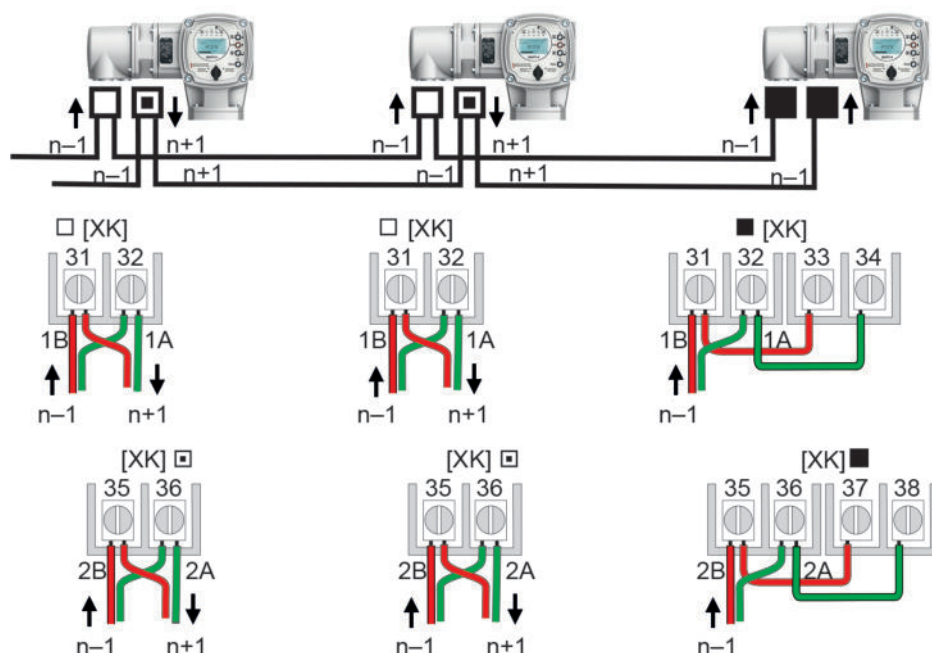 n–1 n+1 n–1 n+1 n–1
n–1 n+1 n–1 n+1
[XK] [XK] [XK]
31 32 31 32 31 32 33 34
1B 1A 1B 1A 1B 1A
n–1 n+1 n–1 n+1 n–1
[XK] [XK] [XK]
35 36 35 36 35 36 37 38
2B 2A 2B 2A 2B 2A
n–1 n+1 n–1 n+1 n–1